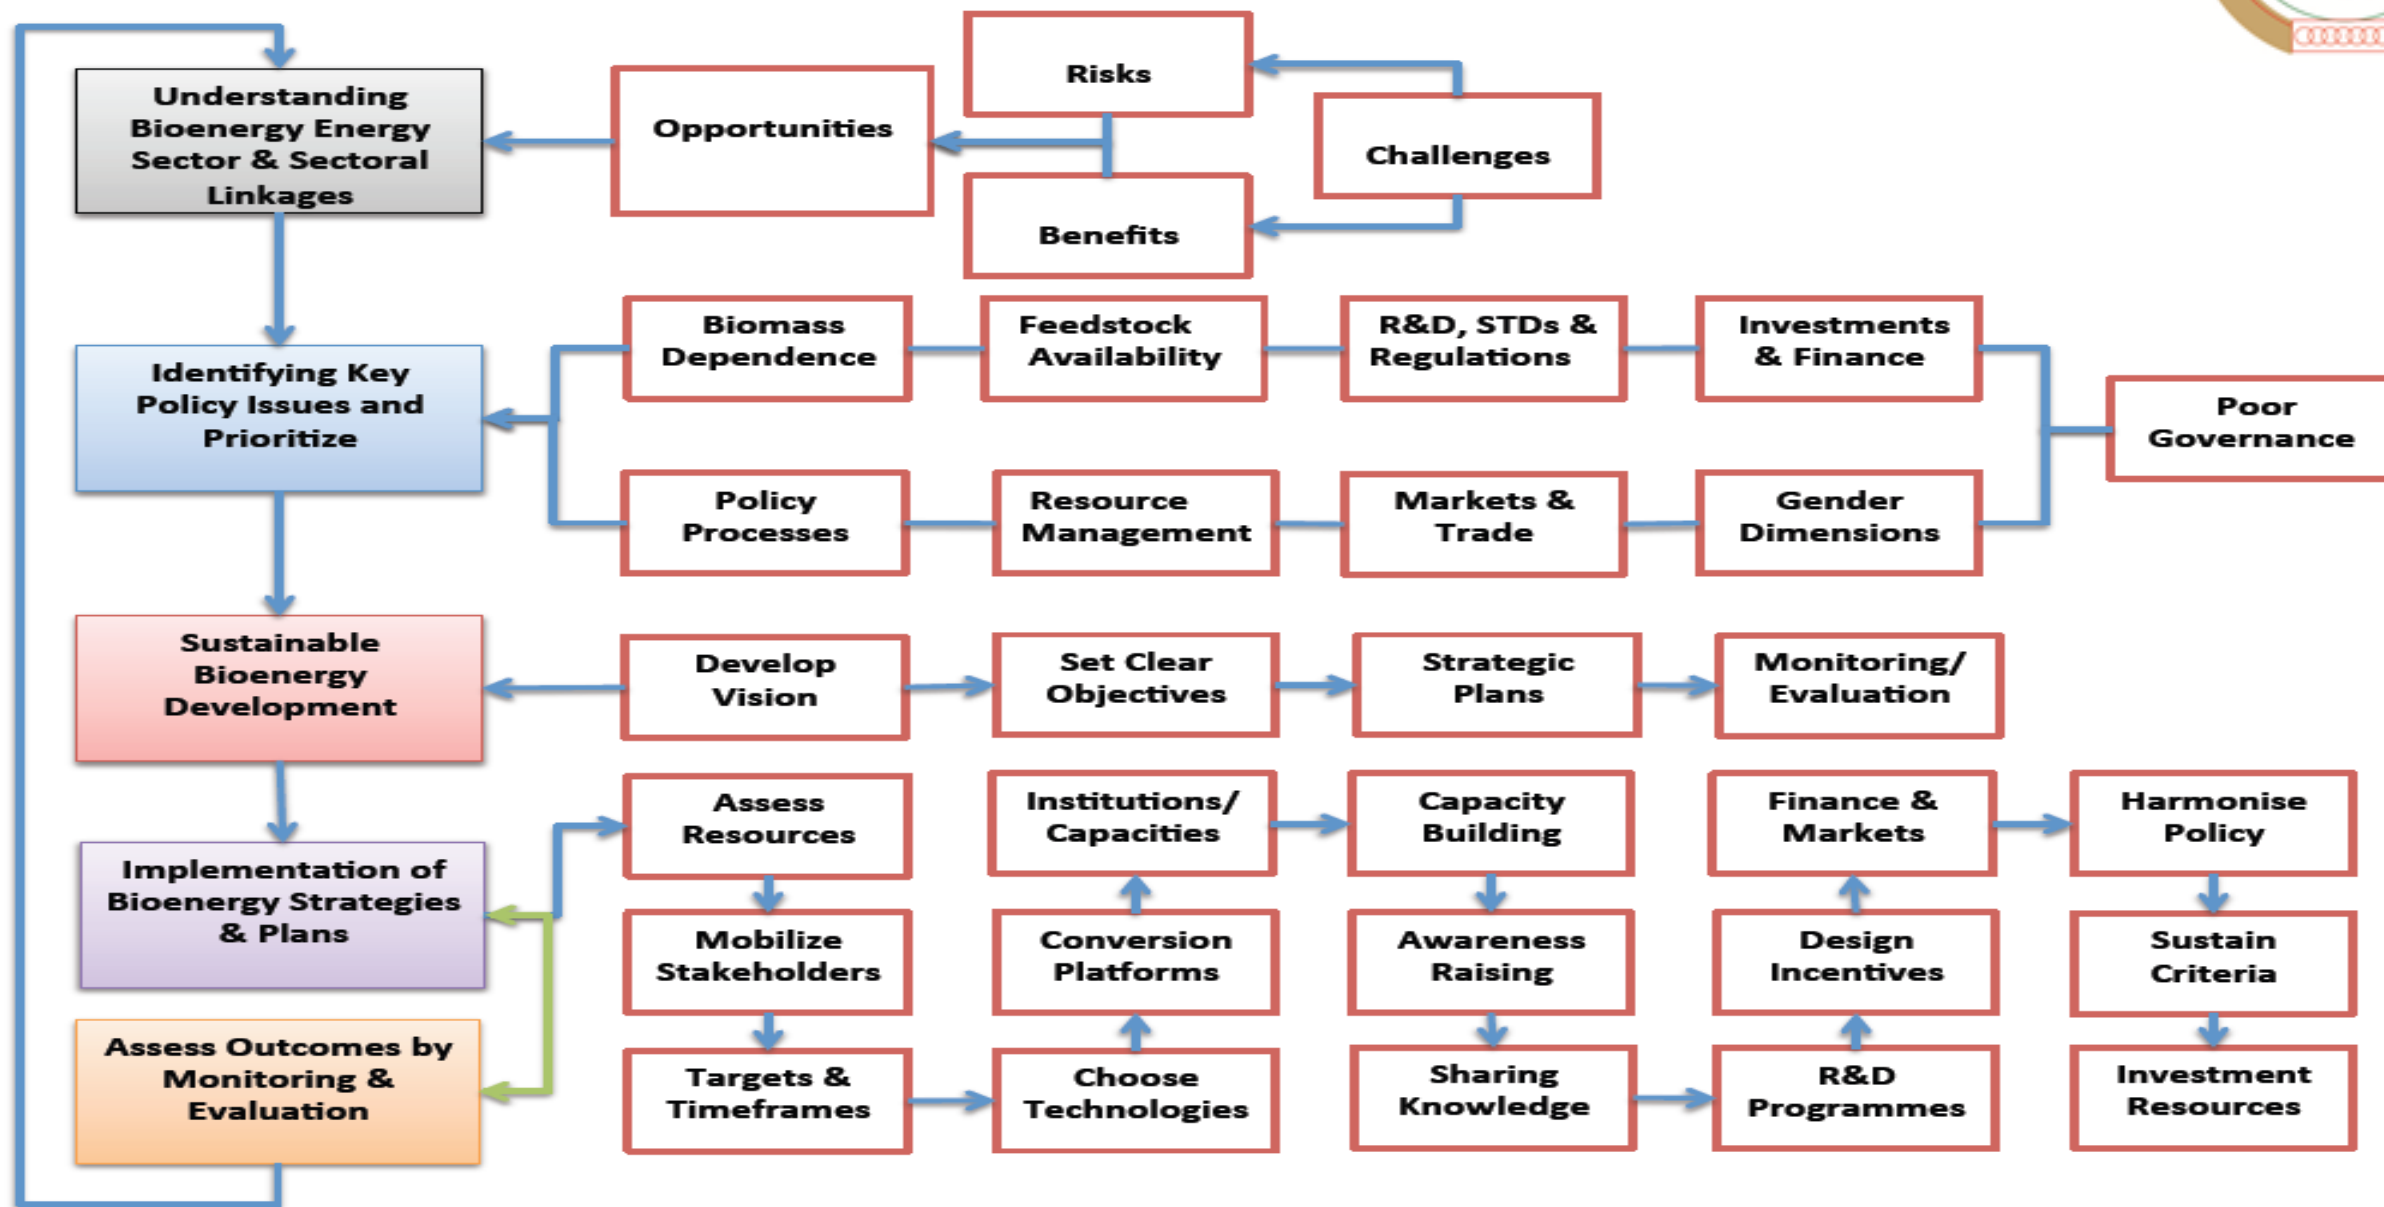 Understanding
Bioenergy Energy
Sector & Sectoral
Linkages
Opportunities
Risks
Benefits
Challenges
Identifying Key
Policy Issues and
Prioritize
Biomass
Dependence
Feedstock
Availability
R&D, STDs &
Regulations
Investments
& Finance
Poor
Governance
Policy
Processes
Resource
Management
Markets &
Trade
Gender
Dimensions
Sustainable
Bioenergy
Development
Develop
Vision
Set Clear
Objectives
Strategic
Plans
Monitoring/
Evaluation
Implementation of
Bioenergy Strategies
& Plans
Assess
Resources
Institutions/
Capacities
Capacity
Building
Finance &
Markets
Harmonise
Policy
Mobilize
Stakeholders
Conversion
Platforms
Awareness
Raising
Design
Incentives
Sustain
Criteria
Assess Outcomes by
Monitoring &
Evaluation
Targets &
Timeframes
Choose
Technologies
Sharing
Knowledge
R&D
Programmes
Investment
Resources